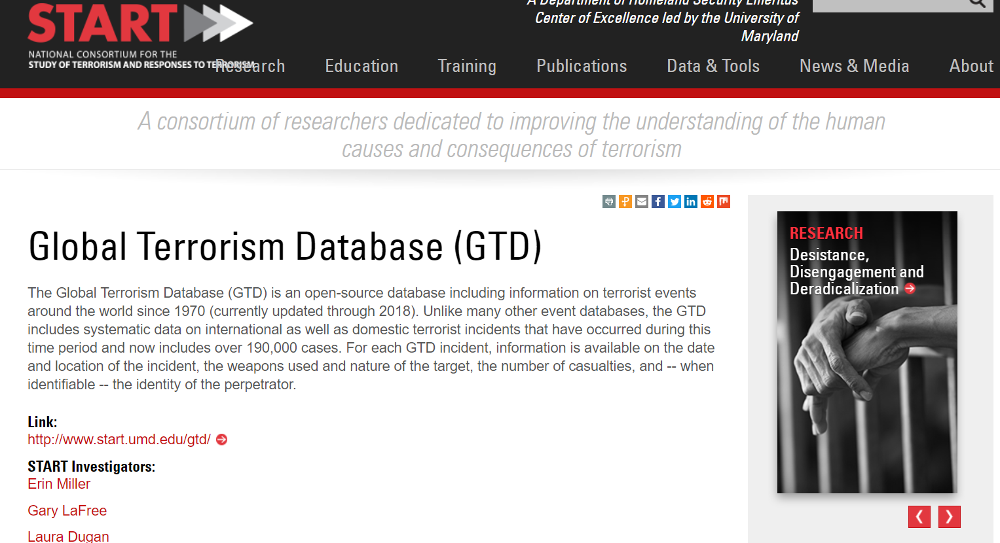 START
NATIONAL CONSORTIUM FOR THE
STUDY OF TERRORISM AND RESPONSES TO TERRORISM
A Department of Homeland Security Emeritus
Center of Excellence led by the University of
Maryland
Research Education Training Publications Data & Tools News & Media About
A consortium of researchers dedicated to improving the understanding of the human
causes and consequences of terrorism
Global Terrorism Database (GTD)
The Global Terrorism Database (GTD) is an open-source database including information on terrorist events
around the world since 1970 (currently updated through 2018). Unlike many other event databases, the GTD
includes systematic data on international as well as domestic terrorist incidents that have occurred during this
time period and now includes over 190,000 cases. For each GTD incident, information is available on the date
and location of the incident, the weapons used and nature of the target, the number of casualties, and -- when
identifiable -- the identity of the perpetrator.
Link:
http://www.start.umd.edu/gtd/
START Investigators:
Erin Miller
Gary LaFree
Laura Dugan
RESEARCH
Desistance,
Disengagement and
Deradicalization